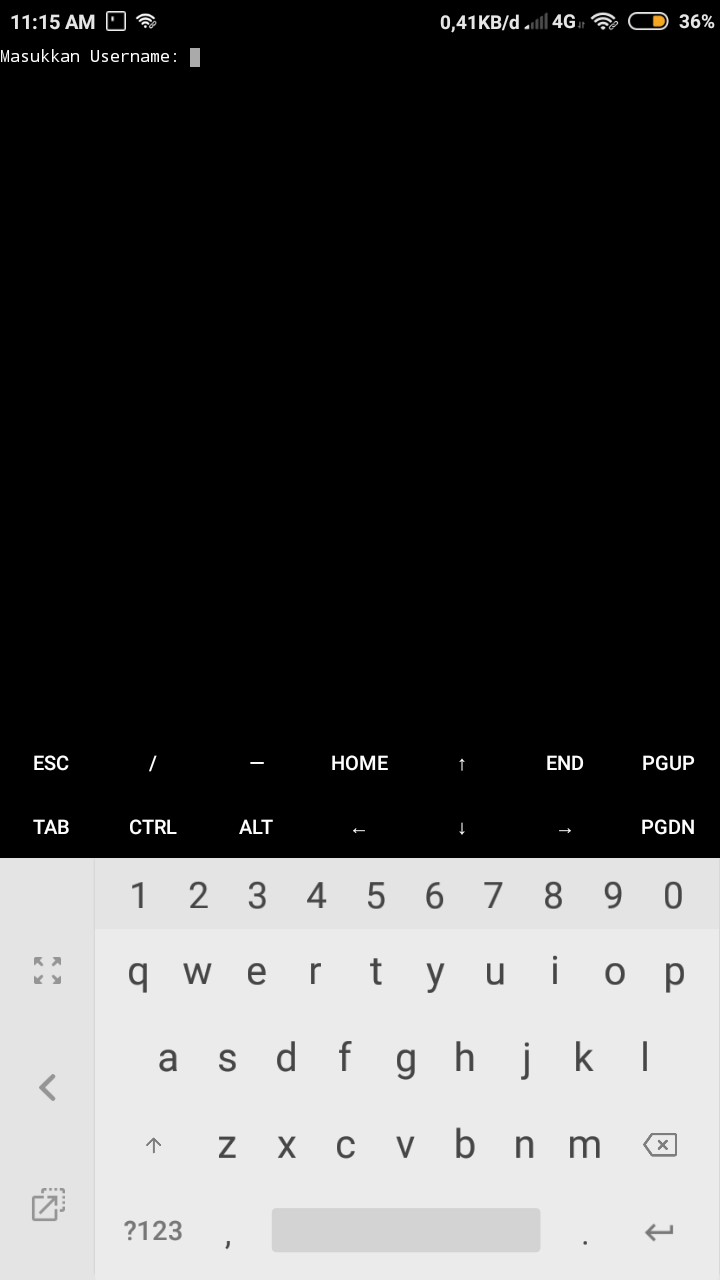 11:15 AM 0,41KB/d 4G 36%
Masukkan Username:
ESC / — HOME ↑ END PGUP
TAB CTRL ALT ← ↓ → PGDN
1 2 3 4 5 6 7 8 9 0
q w e r t y u i o p
a s d f g h j k l
z x c v b n m
?123 , .